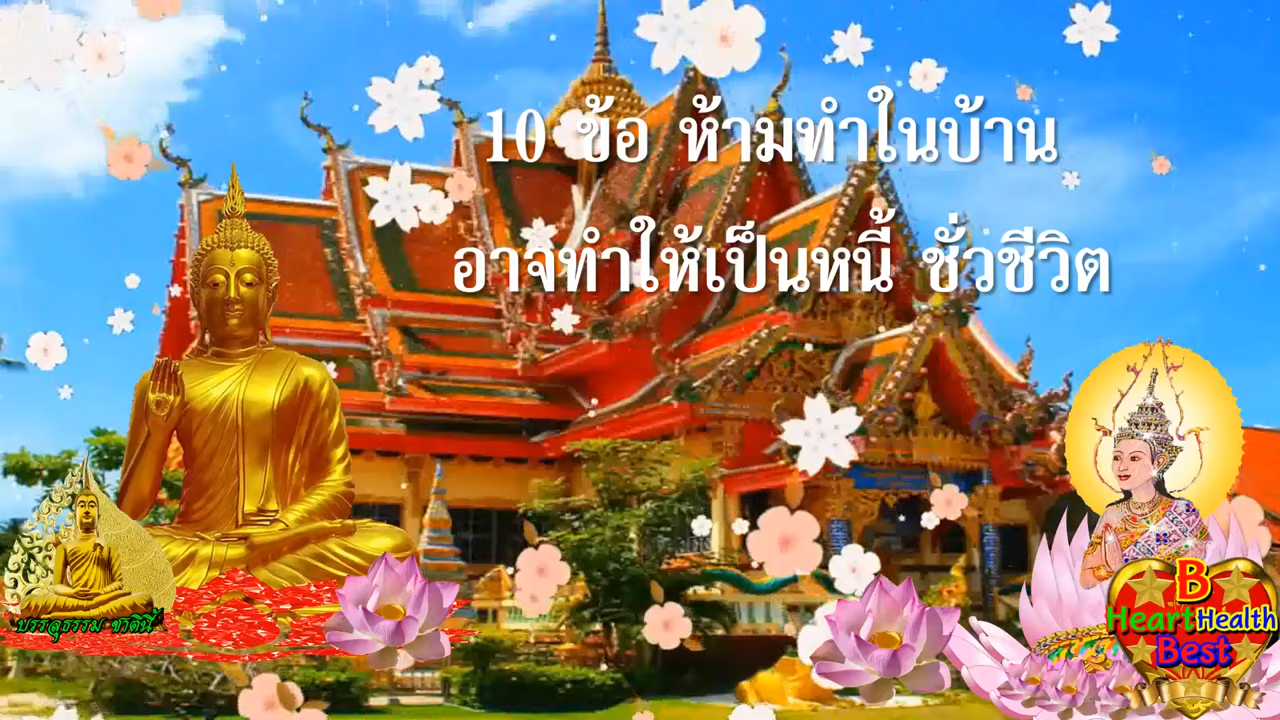 10 ข้อ ห้ามทำในบ้าน
อาจทำให้เป็นหนี้ ชั่วชีวิต
บรรลุธรรม ชาตินี้
B
HeartHealth
Best